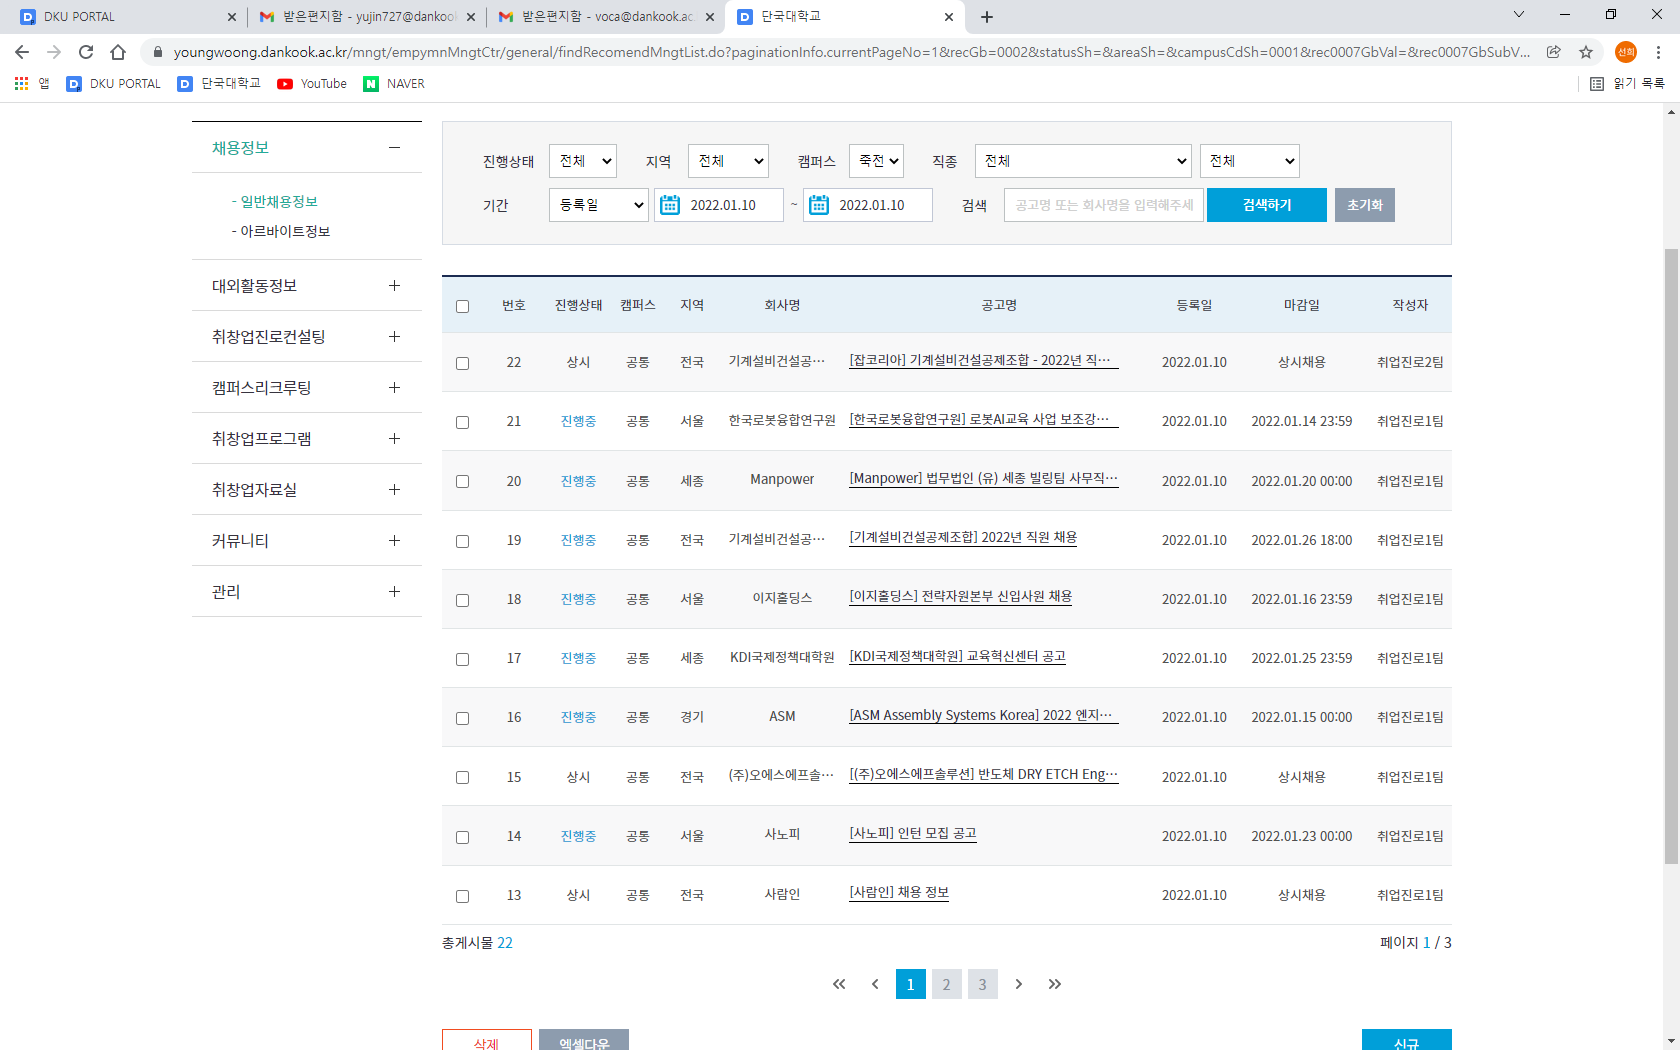 DKU PORTAL
받은편지함 - yujin727@dankook
받은편지함 - voca@dankook.ac.
단국대학교
youngwoong.dankook.ac.kr/mngt/empymnMngtCtr/general/findRecomendMngtList.do?paginationInfo.currentPageNo=1&recGb=0002&statusSh=&areaSh=&campusCdSh=0001&rec0007GbVal=&rec0007GbSubV...
선희
앱 DKU PORTAL 단국대학교 YouTube NAVER 읽기 목록
채용정보
- 일반채용정보
- 아르바이트정보
대외활동정보
취창업진로컨설팅
캠퍼스리크루팅
취창업프로그램
취창업자료실
커뮤니티
관리
진행상태 전체 지역 전체 캠퍼스 죽전 직종 전체 전체
기간 등록일 2022.01.10 ~ 2022.01.10 검색 공고명 또는 회사명을 입력해주세 검색하기 초기화
번호 진행상태 캠퍼스 지역 회사명 공고명 등록일 마감일 작성자
22 상시 공통 전국 기계설비건설공… [잡코리아] 기계설비건설공제조합 - 2022년 직… 2022.01.10 상시채용 취업진로2팀
21 진행중 공통 서울 한국로봇융합연구원 [한국로봇융합연구원] 로봇AI교육 사업 보조강… 2022.01.10 2022.01.14 23:59 취업진로1팀
20 진행중 공통 세종 Manpower [Manpower] 법무법인 (유) 세종 빌링팀 사무직… 2022.01.10 2022.01.20 00:00 취업진로1팀
19 진행중 공통 전국 기계설비건설공… [기계설비건설공제조합] 2022년 직원 채용 2022.01.10 2022.01.26 18:00 취업진로1팀
18 진행중 공통 서울 이지홀딩스 [이지홀딩스] 전략자원본부 신입사원 채용 2022.01.10 2022.01.16 23:59 취업진로1팀
17 진행중 공통 세종 KDI국제정책대학원 [KDI국제정책대학원] 교육혁신센터 공고 2022.01.10 2022.01.25 23:59 취업진로1팀
16 진행중 공통 경기 ASM [ASM Assembly Systems Korea] 2022 엔지… 2022.01.10 2022.01.15 00:00 취업진로1팀
15 상시 공통 전국 (주)오에스에프솔… [(주)오에스에프솔루션] 반도체 DRY ETCH Eng… 2022.01.10 상시채용 취업진로1팀
14 진행중 공통 서울 사노피 [사노피] 인턴 모집 공고 2022.01.10 2022.01.23 00:00 취업진로1팀
13 상시 공통 전국 사람인 [사람인] 채용 정보 2022.01.10 상시채용 취업진로1팀
총게시물 22 페이지 1 / 3
1 2 3
삭제 엑셀다운 신규